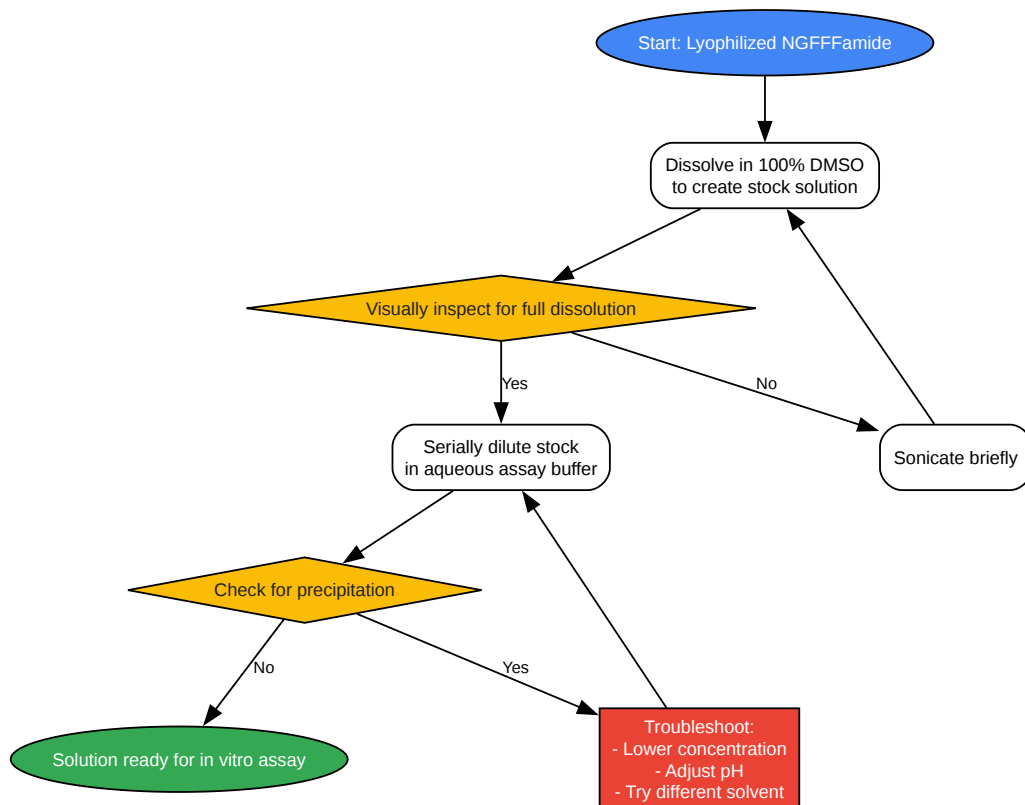 Start: Lyophilized NGFFFamide
Dissolve in 100% DMSO
to create stock solution
Visually inspect for full dissolution
Yes
No
Serially dilute stock
in aqueous assay buffer
Sonicate briefly
Check for precipitation
No
Yes
Solution ready for in vitro assay
Troubleshoot:
- Lower concentration
- Adjust pH
- Try different solvent